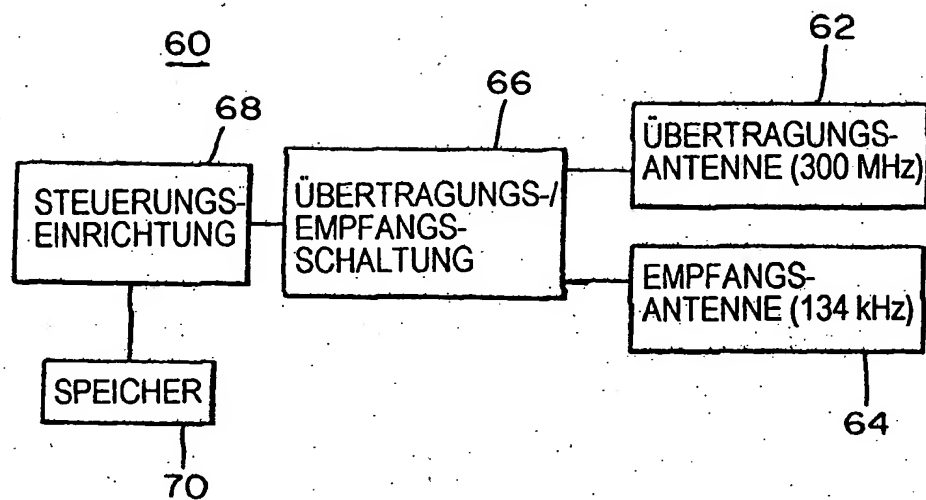 60
62
66
68
ÜBERTRAGUNGS-
ANTENNE (300 MHz)
STEUERUNGS-
EINRICHTUNG
ÜBERTRAGUNGS-/
EMPFANGS-
SCHALTUNG
EMPFANGS-
ANTENNE (134 kHz)
SPEICHER
64
70